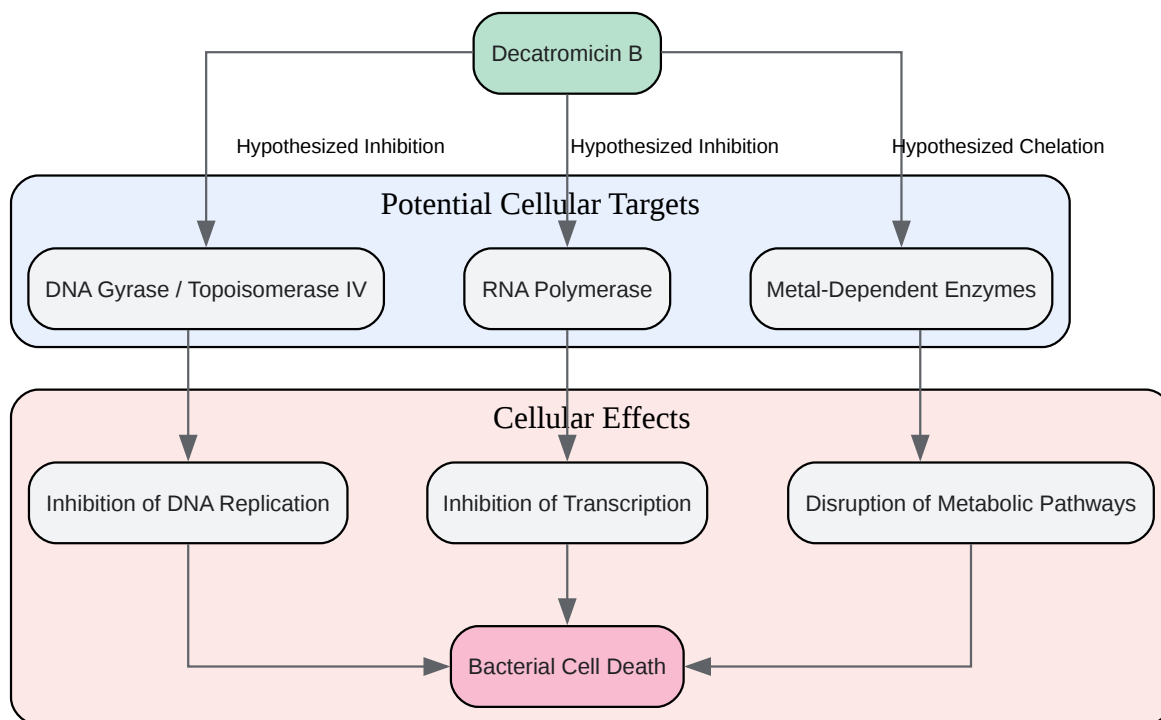 Decatromicin B
Hypothesized Inhibition
Hypothesized Inhibition
Hypothesized Chelation
Potential Cellular Targets
DNA Gyrase / Topoisomerase IV
RNA Polymerase
Metal-Dependent Enzymes
Cellular Effects
Inhibition of DNA Replication
Inhibition of Transcription
Disruption of Metabolic Pathways
Bacterial Cell Death